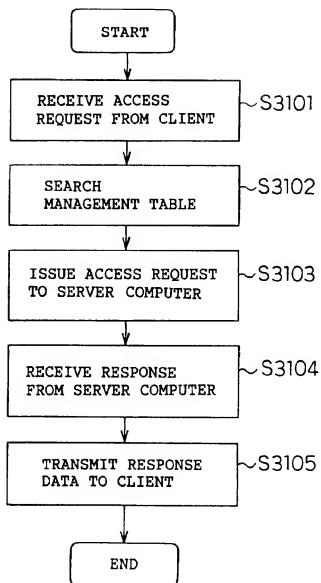 START
RECEIVE ACCESS
REQUEST FROM CLIENT
S3101
SEARCH
MANAGEMENT TABLE
S3102
ISSUE ACCESS REQUEST
TO SERVER COMPUTER
S3103
RECEIVE RESPONSE
FROM SERVER COMPUTER
S3104
TRANSMIT RESPONSE
DATA TO CLIENT
S3105
END